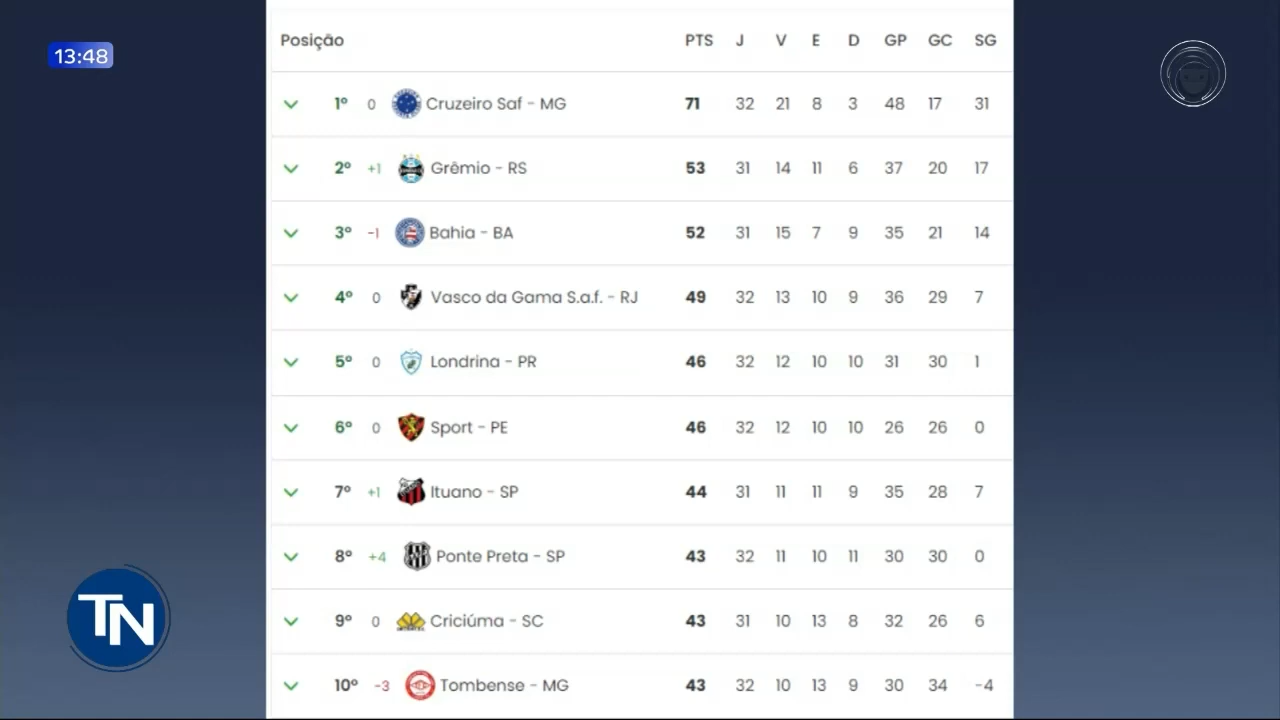 13:48
Posição PTS J V E D GP GC SG
1º 0 Cruzeiro Saf - MG 71 32 21 8 3 48 17 31
2º +1 Grêmio - RS 53 31 14 11 6 37 20 17
3º -1 Bahia - BA 52 31 15 7 9 35 21 14
4º 0 Vasco da Gama S.a.f. - RJ 49 32 13 10 9 36 29 7
5º 0 Londrina - PR 46 32 12 10 10 31 30 1
6º 0 Sport - PE 46 32 12 10 10 26 26 0
7º +1 Ituano - SP 44 31 11 11 9 35 28 7
8º +4 Ponte Preta - SP 43 32 11 10 11 30 30 0
9º 0 Criciúma - SC 43 31 10 13 8 32 26 6
10º -3 Tombense - MG 43 32 10 13 9 30 34 -4
TN